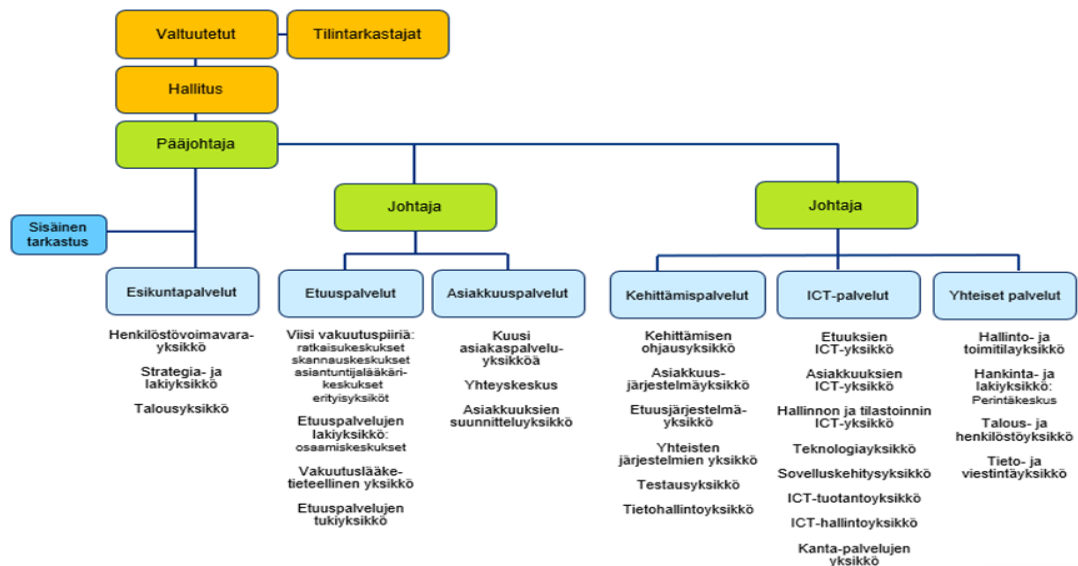 Valtuutetut
Tilintarkastajat
Hallitus
Pääjohtaja
Johtaja
Johtaja
Sisäinen
tarkastus
Esikuntapalvelut
Henkilöstövoimavara-
yksikkö
Strategia- ja
lakiyksikkö
Talousyksikkö
Etuuspalvelut
Viisi vakuutuspiiriä:
ratkaisukeskukset
skannauskeskukset
asiantuntijalääkäri-
keskukset
erityisyksiköt
Etuuspalvelujen
lakiyksikkö:
osaamiskeskukset
Vakuutuslääke-
tieteellinen yksikkö
Etuuspalvelujen
tukiyksikkö
Asiakkuuspalvelut
Kuusi
asiakaspalvelu-
yksikköä
Yhteyskeskus
Asiakkuuksien
suunnitteluyksikkö
Kehittämispalvelut
Kehittämisen
ohjausyksikkö
Asiakkuus-
järjestelmäyksikkö
Etuusjärjestelmä-
yksikkö
Yhteisten
järjestelmien yksikkö
Testausyksikkö
Tietohallintoyksikkö
ICT-palvelut
Etuuksien
ICT-yksikkö
Asiakkuuksien
ICT-yksikkö
Hallinnon ja tilastoinnin
ICT-yksikkö
Teknologiayksikkö
Sovelluskehitysyksikkö
ICT-tuotantoyksikkö
ICT-hallintoyksikkö
Kanta-palvelujen
yksikkö
Yhteiset palvelut
Hallinto- ja
toimitilayksikkö
Hankinta- ja
lakiyksikkö:
Perintäkeskus
Talous- ja
henkilöstöyksikkö
Tieto- ja
viestintäyksikkö